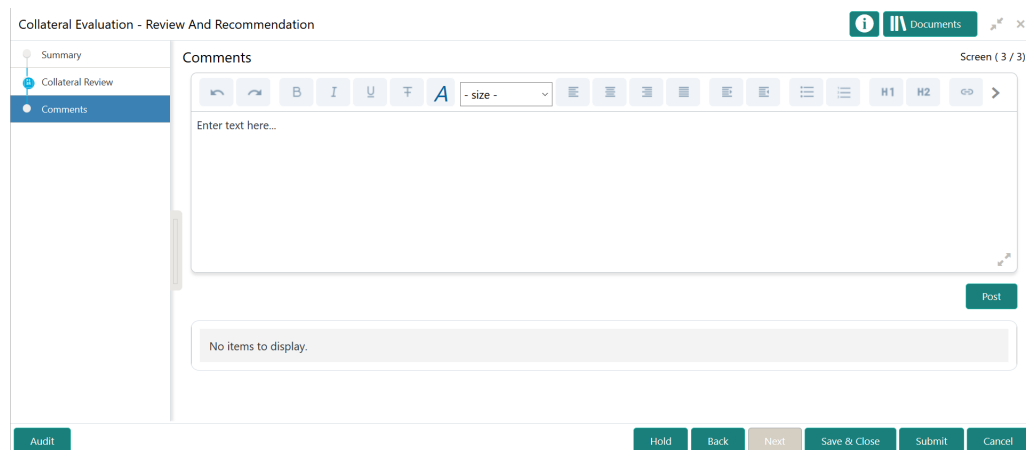 Collateral Evaluation - Review And Recommendation
Documents
Summary
Collateral Review
Comments
Comments
Screen ( 3 / 3)
B I U T A - size - H1 H2
Enter text here...
Post
No items to display.
Audit
Hold Back Next Save & Close Submit Cancel